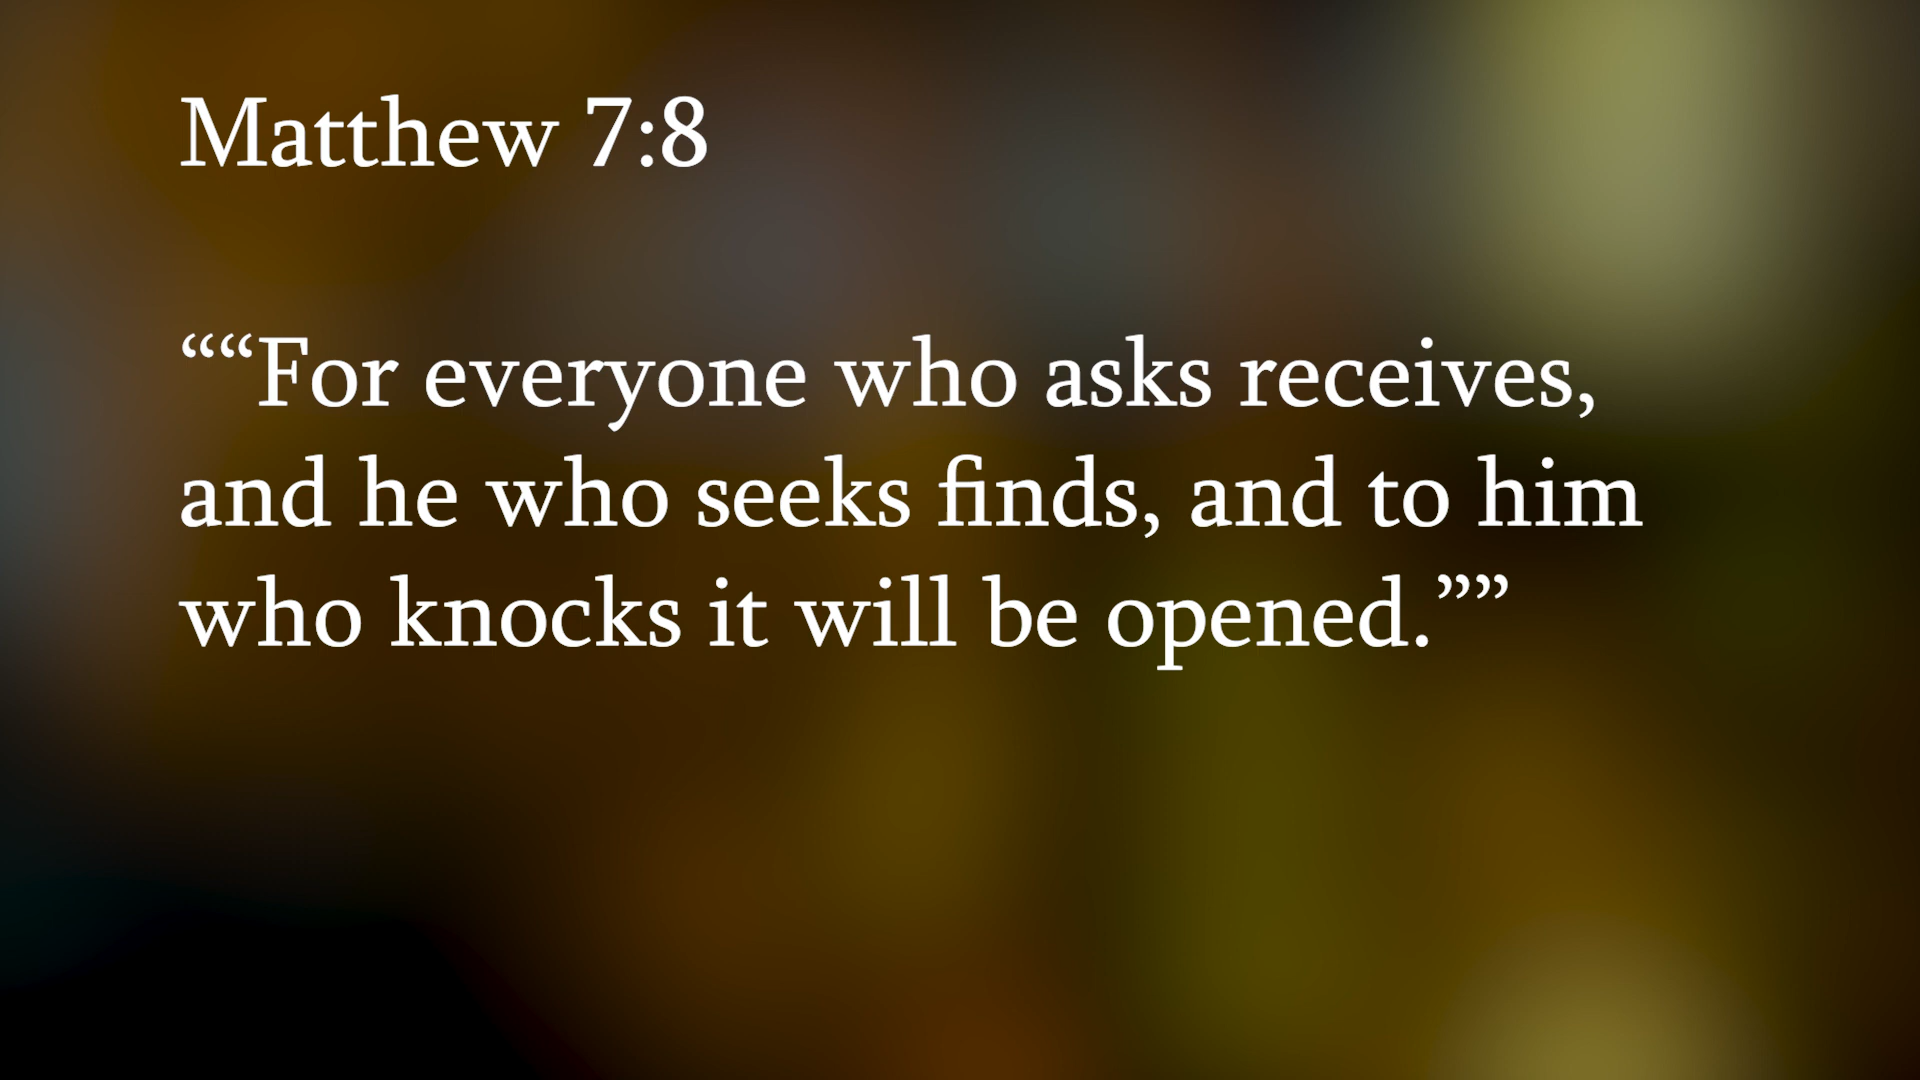 Matthew 7:8
““For everyone who asks receives,
and he who seeks finds, and to him
who knocks it will be opened.””